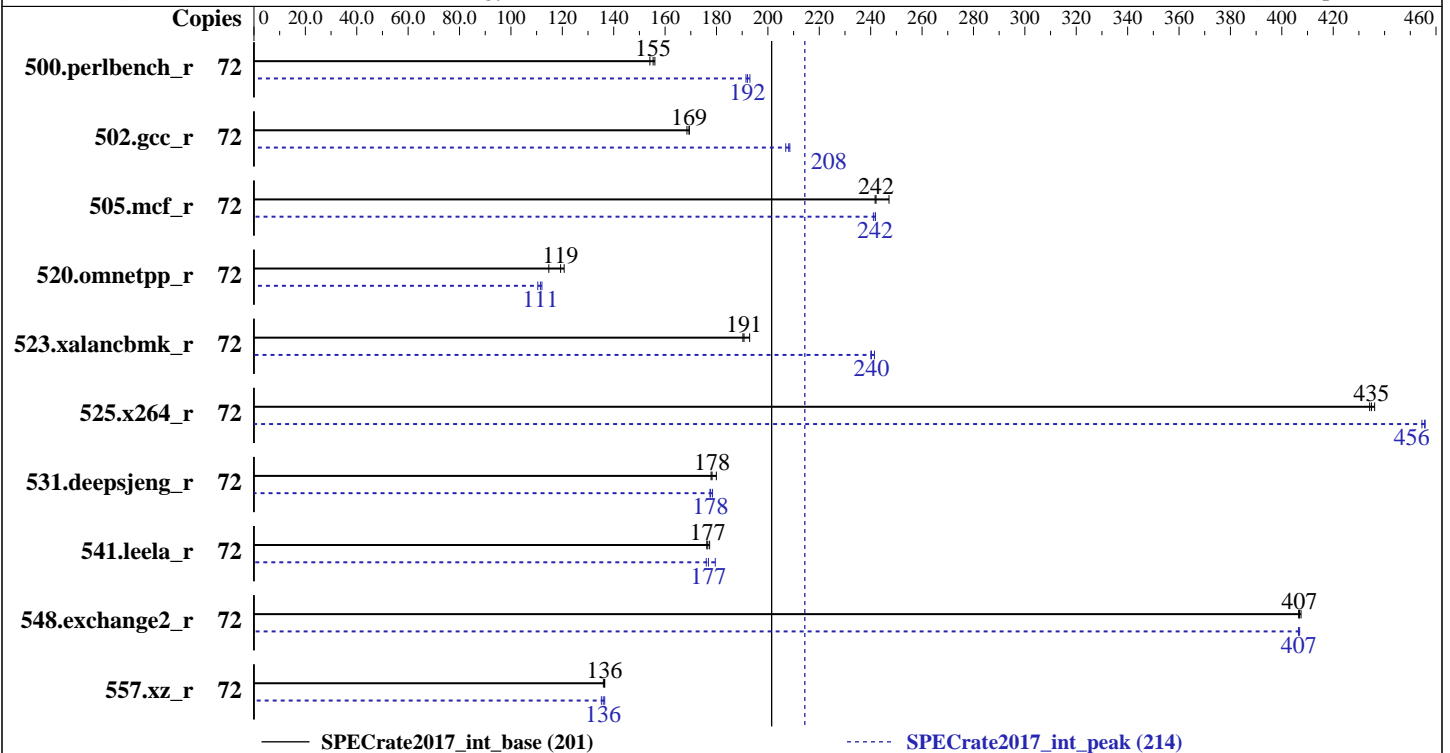 Copies 0 20.0 40.0 60.0 80.0 100 120 140 160 180 200 220 240 260 280 300 320 340 360 380 400 420 460
155
500.perlbench_r 72
192
169
502.gcc_r 72
208
242
505.mcf_r 72
242
119
520.omnetpp_r 72
111
191
523.xalancbmk_r 72
240
435
525.x264_r 72
456
178
531.deepsjeng_r 72
178
177
541.leela_r 72
177
407
548.exchange2_r 72
407
136
557.xz_r 72
136
SPECrate2017_int_base (201) SPECrate2017_int_peak (214)